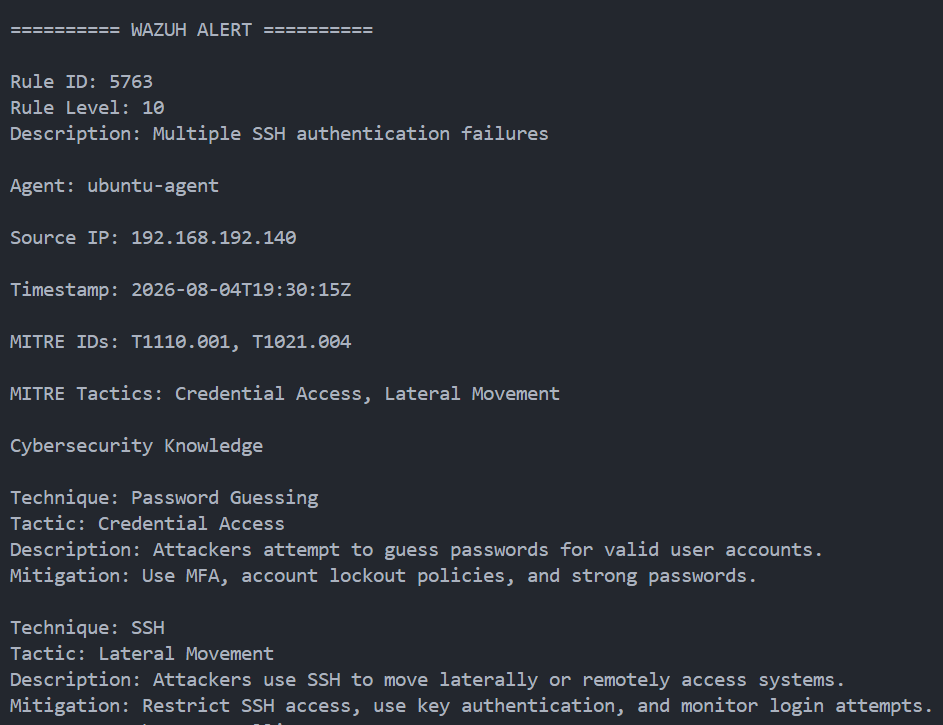 ========== WAZUH ALERT ==========
Rule ID: 5763
Rule Level: 10
Description: Multiple SSH authentication failures
Agent: ubuntu-agent
Source IP: 192.168.192.140
Timestamp: 2026-08-04T19:30:15Z
MITRE IDs: T1110.001, T1021.004
MITRE Tactics: Credential Access, Lateral Movement
Cybersecurity Knowledge
Technique: Password Guessing
Tactic: Credential Access
Description: Attackers attempt to guess passwords for valid user accounts.
Mitigation: Use MFA, account lockout policies, and strong passwords.
Technique: SSH
Tactic: Lateral Movement
Description: Attackers use SSH to move laterally or remotely access systems.
Mitigation: Restrict SSH access, use key authentication, and monitor login attempts.